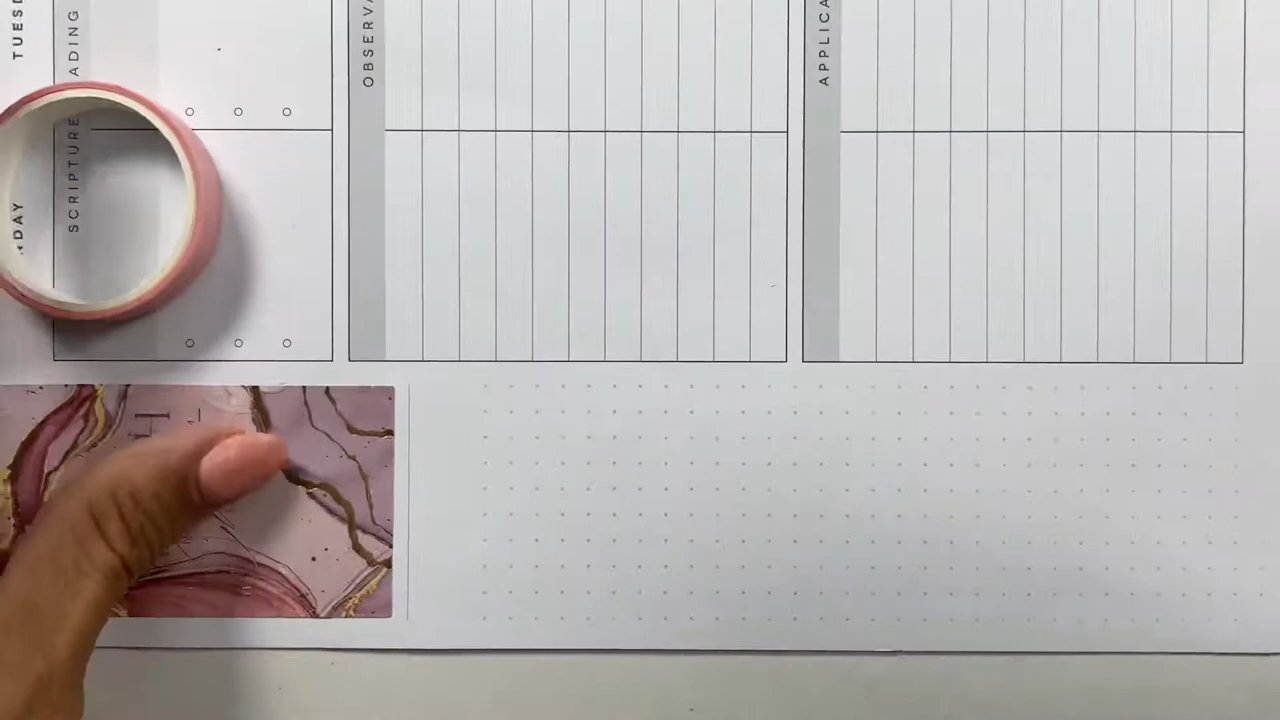 TUESD
DAY
SCRIPTURE ADING
OBSERVA
APPLICA
H